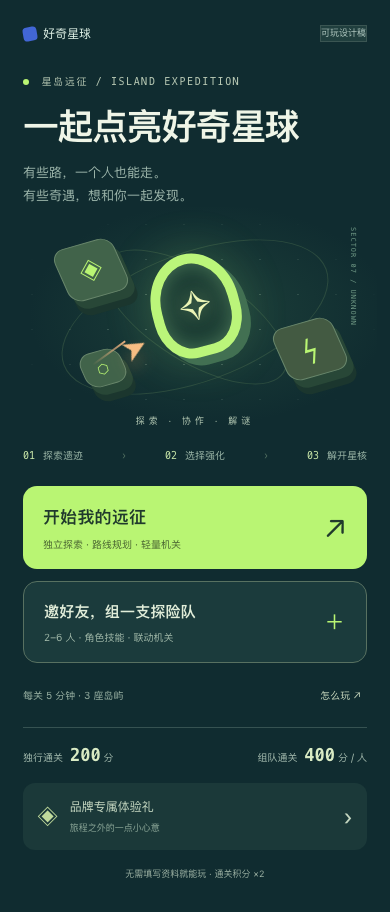 好奇星球
可玩设计稿
星岛远征 / ISLAND EXPEDITION
一起点亮好奇星球
有些路，一个人也能走。
有些奇遇，想和你一起发现。
SECTOR 07 / UNKNOWN
探索 · 协作 · 解谜
01 探索遗迹 › 02 选择强化 › 03 解开星核
开始我的远征
独立探索 · 路线规划 · 轻量机关
邀好友，组一支探险队
2–6 人 · 角色技能 · 联动机关
每关 5 分钟 · 3 座岛屿
怎么玩 ↗
独行通关 200 分
组队通关 400 分 / 人
品牌专属体验礼
旅程之外的一点小心意
无需填写资料就能玩 · 通关积分 ×2